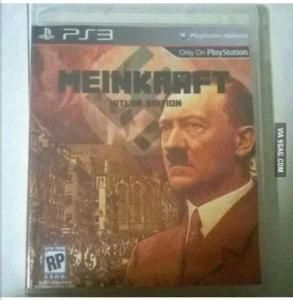 PS3
PlayStation Network
Only On PlayStation
MEINKRAFT
HITLER EDITION
RP
VIA 9GAG.COM